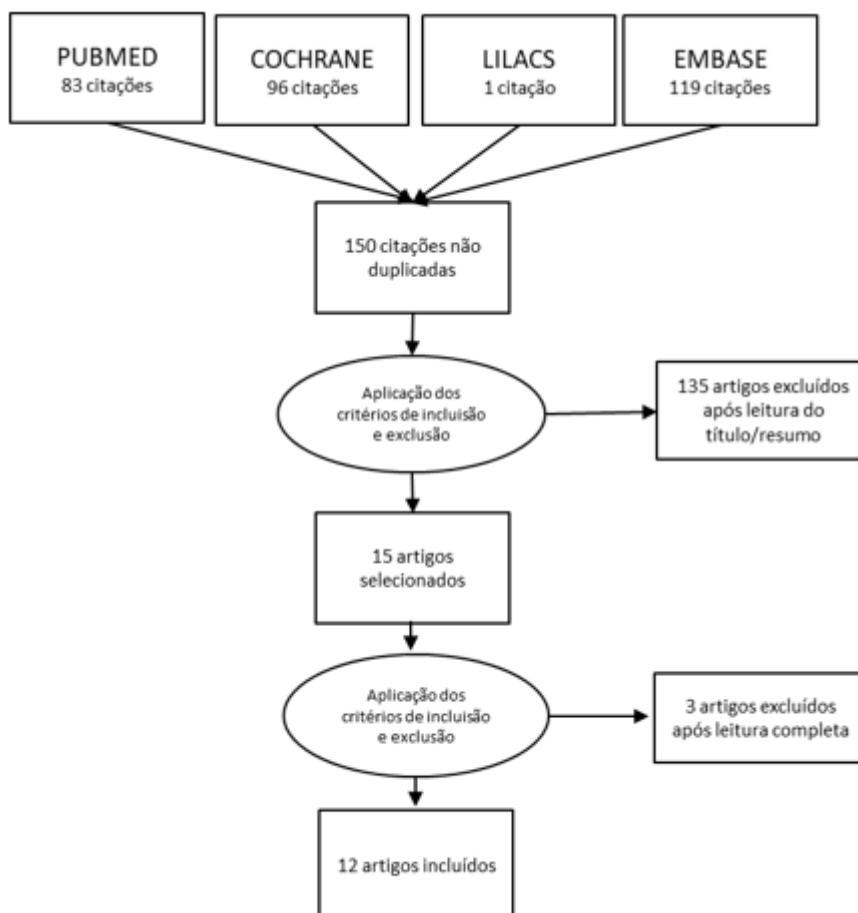 PUBMED
83 citações
COCHRANE
96 citações
LILACS
1 citação
EMBASE
119 citações
150 citações não
duplicadas
Aplicação dos
critérios de incluisão
e exclusão
135 artigos excluídos
após leitura do
título/resumo
15 artigos
selecionados
Aplicação dos
critérios de incluisão
e exclusão
3 artigos excluídos
após leitura completa
12 artigos incluídos